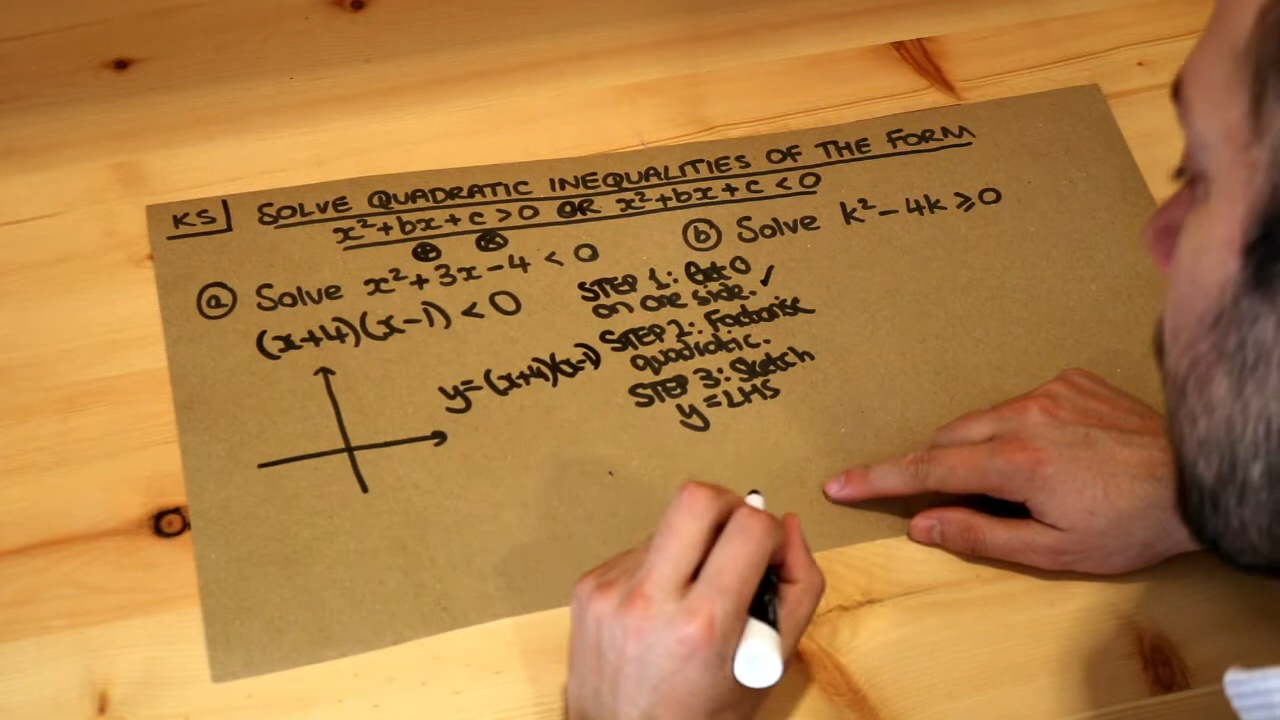 KS SOLVE QUADRATIC INEQUALITIES OF THE FORM
x²+bx+c>0 OR x²+bx+c<0
ⓐ Solve x²+3x-4<0
(x+4)(x-1)<0
y=(x+4)(x-1)
STEP 1: Get 0
on one side. ✓
STEP 2: Factorise
quadratic.
STEP 3: Sketch
y=LHS
ⓑ Solve k²-4k⩾0